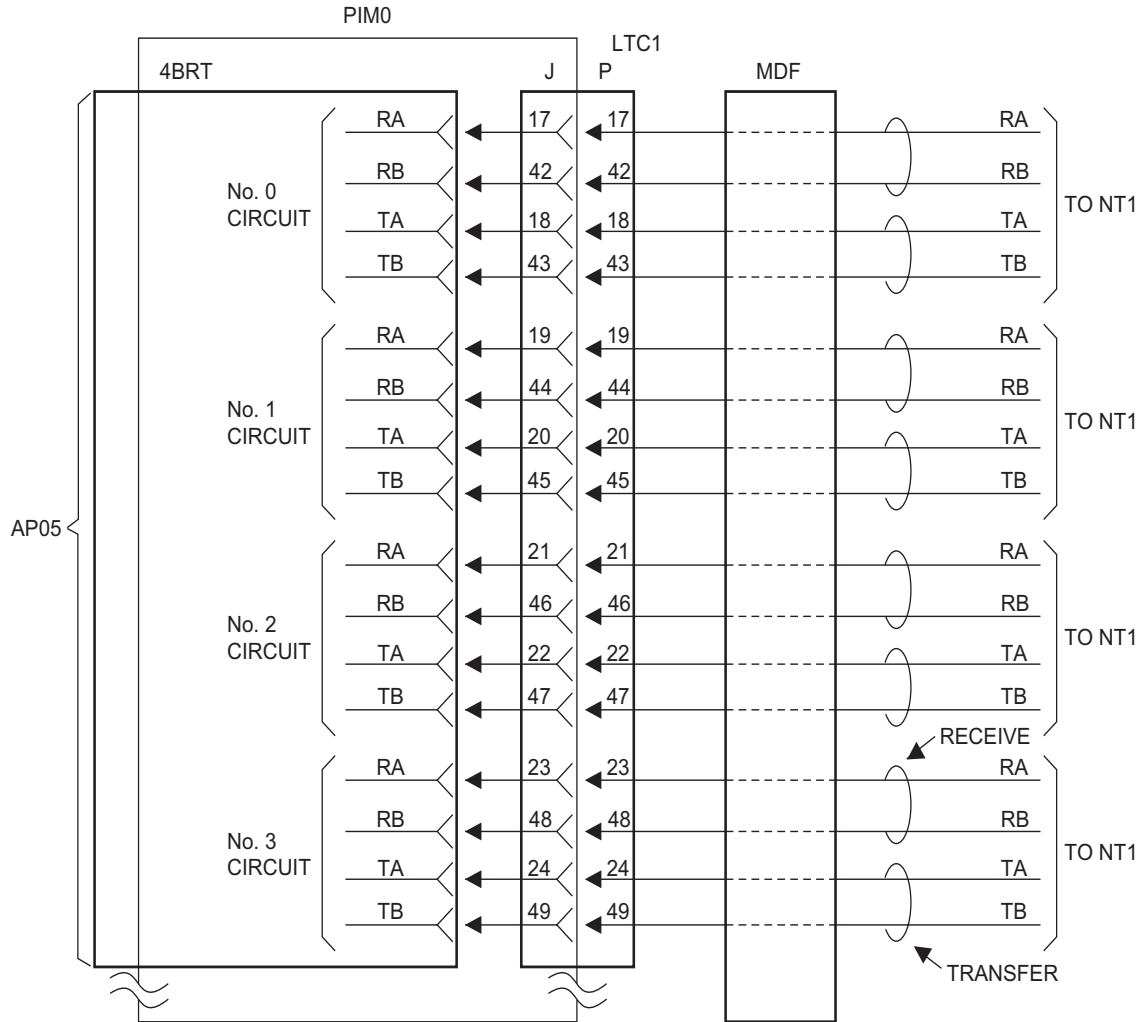 PIM0
LTC1
4BRT J P MDF
AP05
No. 0
CIRCUIT
RA 17 17 RA
RB 42 42 RB
TA 18 18 TA
TB 43 43 TB
TO NT1
No. 1
CIRCUIT
RA 19 19 RA
RB 44 44 RB
TA 20 20 TA
TB 45 45 TB
TO NT1
No. 2
CIRCUIT
RA 21 21 RA
RB 46 46 RB
TA 22 22 TA
TB 47 47 TB
TO NT1
RECEIVE
No. 3
CIRCUIT
RA 23 23 RA
RB 48 48 RB
TA 24 24 TA
TB 49 49 TB
TO NT1
TRANSFER